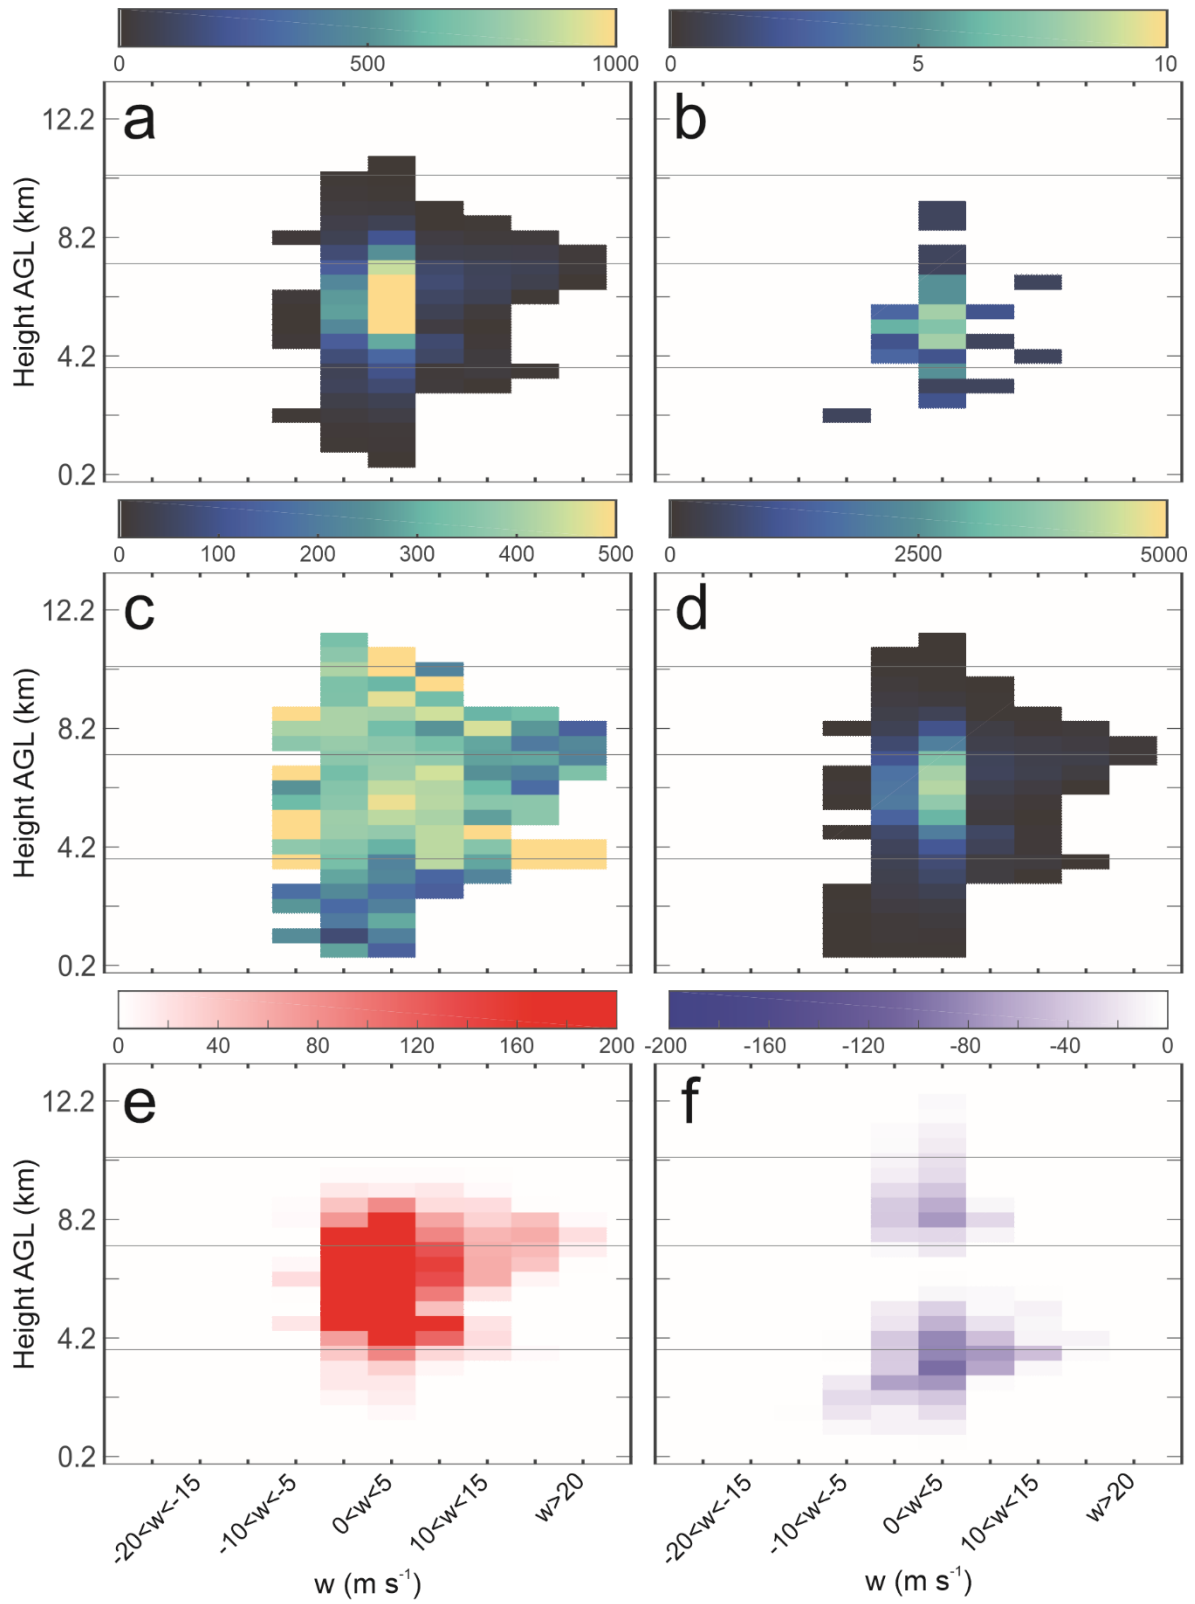 0 500 1000 0 5 10
a b
12.2
8.2
4.2
0.2
Height AGL (km)
0 100 200 300 400 500 0 2500 5000
c d
12.2
8.2
4.2
0.2
Height AGL (km)
0 40 80 120 160 200 -200 -160 -120 -80 -40 0
e f
12.2
8.2
4.2
0.2
Height AGL (km)
-20<w<-15 -10<w<-5 0<w<5 10<w<15 w>20 -20<w<-15 -10<w<-5 0<w<5 10<w<15 w>20
w (m s⁻¹) w (m s⁻¹)